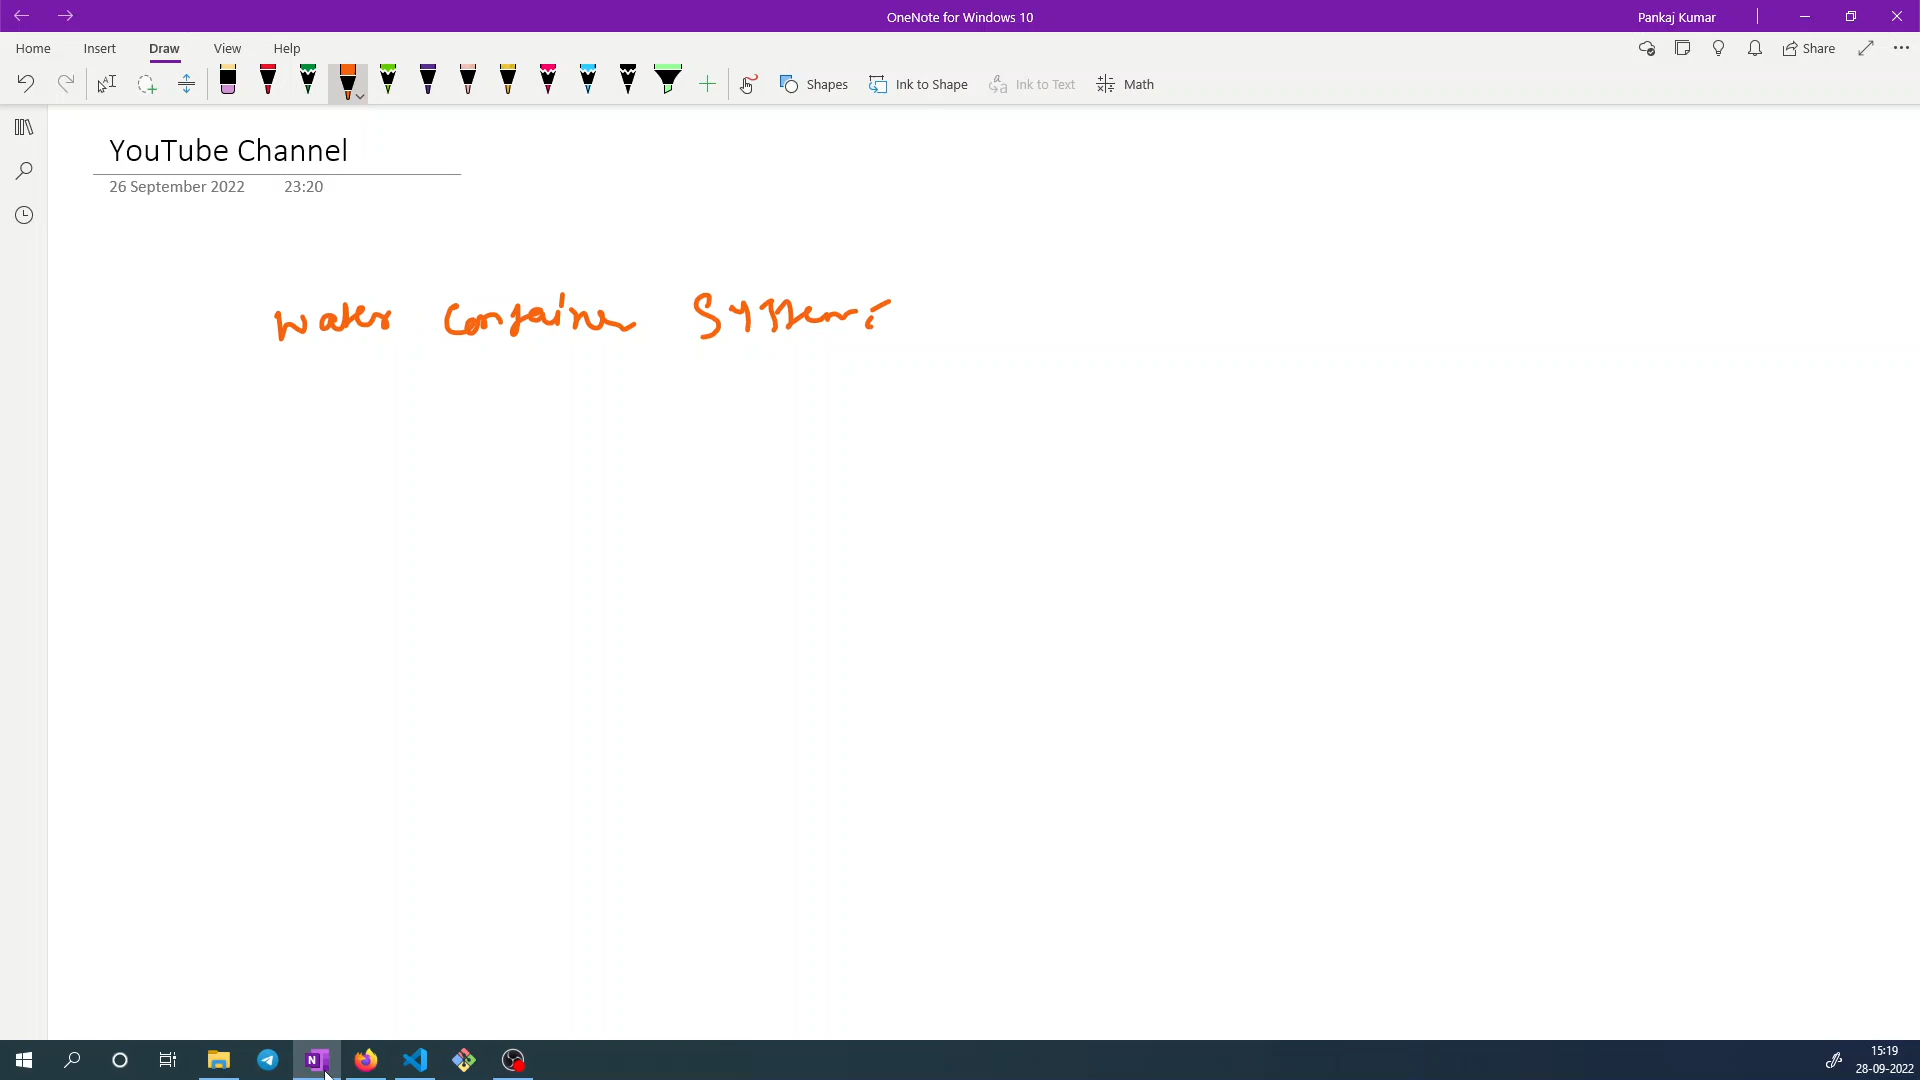 OneNote for Windows 10
Pankaj Kumar
Home Insert Draw View Help
Share
Shapes Ink to Shape Ink to Text Math
YouTube Channel
26 September 2022 23:20
Water Container System:
15:19
28-09-2022